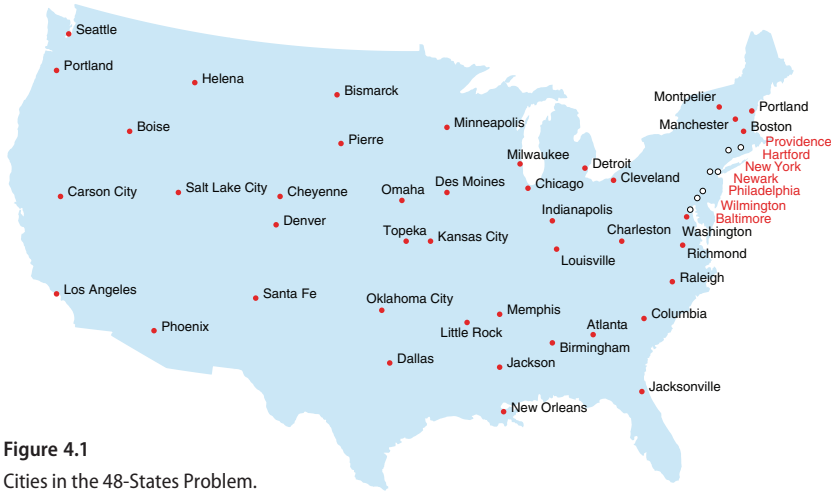 Seattle
Portland
Helena
Bismarck
Boise
Pierre
Minneapolis
Montpelier
Portland
Manchester
Boston
Providence
Hartford
New York
Newark
Philadelphia
Wilmington
Baltimore
Milwaukee
Detroit
Cleveland
Carson City
Salt Lake City
Cheyenne
Omaha
Des Moines
Chicago
Denver
Indianapolis
Topeka
Kansas City
Charleston
Washington
Louisville
Richmond
Raleigh
Los Angeles
Santa Fe
Oklahoma City
Memphis
Columbia
Phoenix
Little Rock
Atlanta
Birmingham
Dallas
Jackson
Jacksonville
New Orleans
Figure 4.1
Cities in the 48-States Problem.